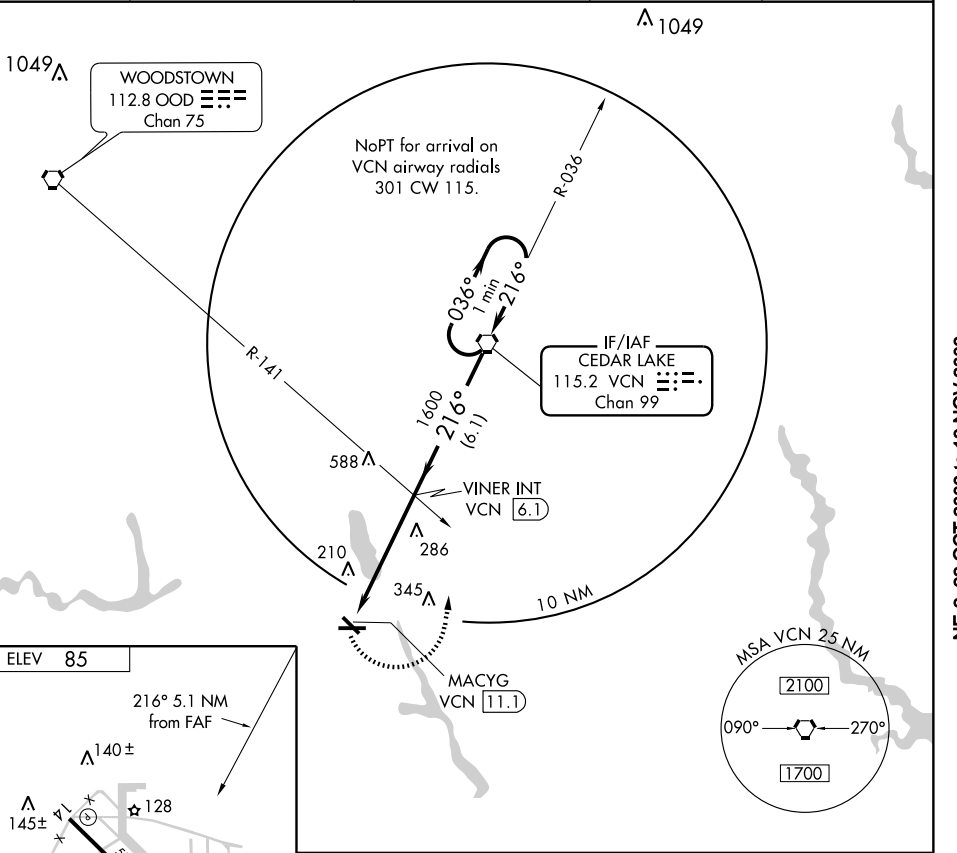 1049
1049
WOODSTOWN
112.8 OOD
Chan 75
NoPT for arrival on
VCN airway radials
301 CW 115.
R-036
036°
1 min
216°
IF/IAF
CEDAR LAKE
115.2 VCN
Chan 99
R-141
1600
216°
(6.1)
588
VINER INT
VCN 6.1
286
210
345
10 NM
MACYG
VCN 11.1
MSA VCN 25 NM
2100
090°
270°
1700
ELEV 85
216° 5.1 NM
from FAF
140±
128
145±
14
P